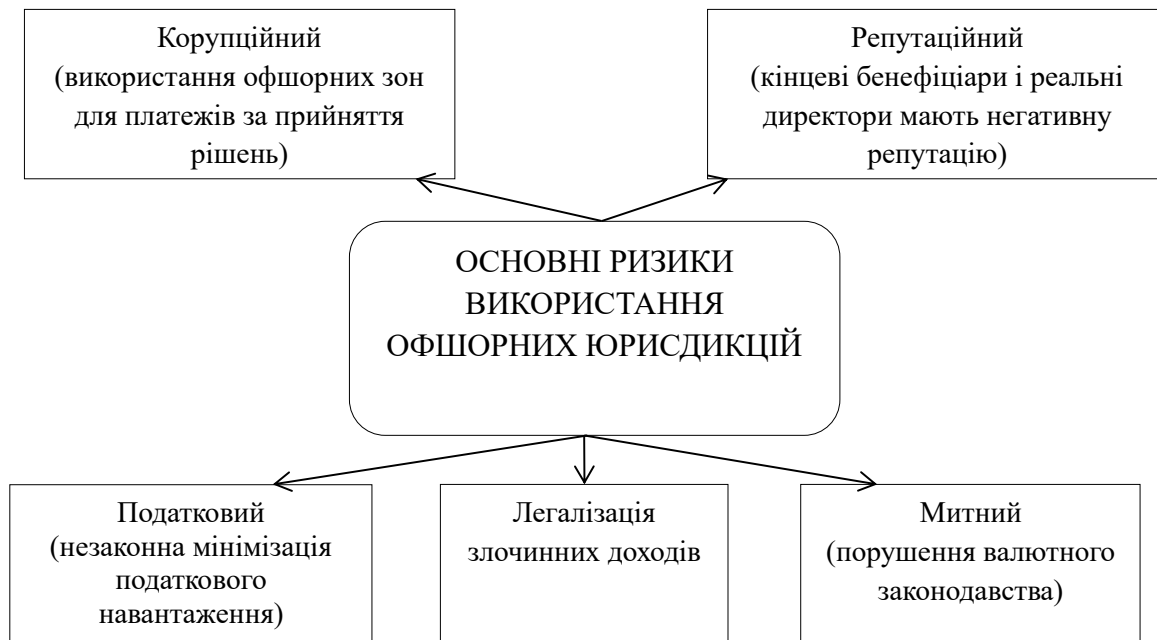 Корупційний
(використання офшорних зон
для платежів за прийняття
рішень)
Репутаційний
(кінцеві бенефіціари і реальні
директори мають негативну
репутацію)
ОСНОВНІ РИЗИКИ
ВИКОРИСТАННЯ
ОФШОРНИХ ЮРИСДИКЦІЙ
Податковий
(незаконна мінімізація
податкового
навантаження)
Легалізація
злочинних доходів
Митний
(порушення валютного
законодавства)